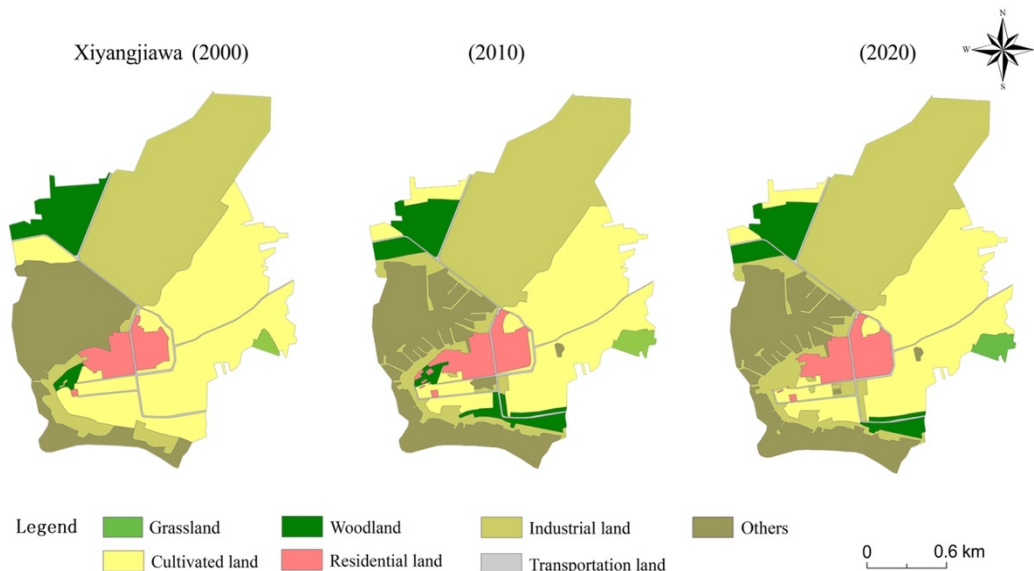 Xiyangjiawa (2000)
(2010)
(2020)
N
W
E
S
Legend
Grassland
Woodland
Industrial land
Others
Cultivated land
Residential land
Transportation land
0
0.6 km